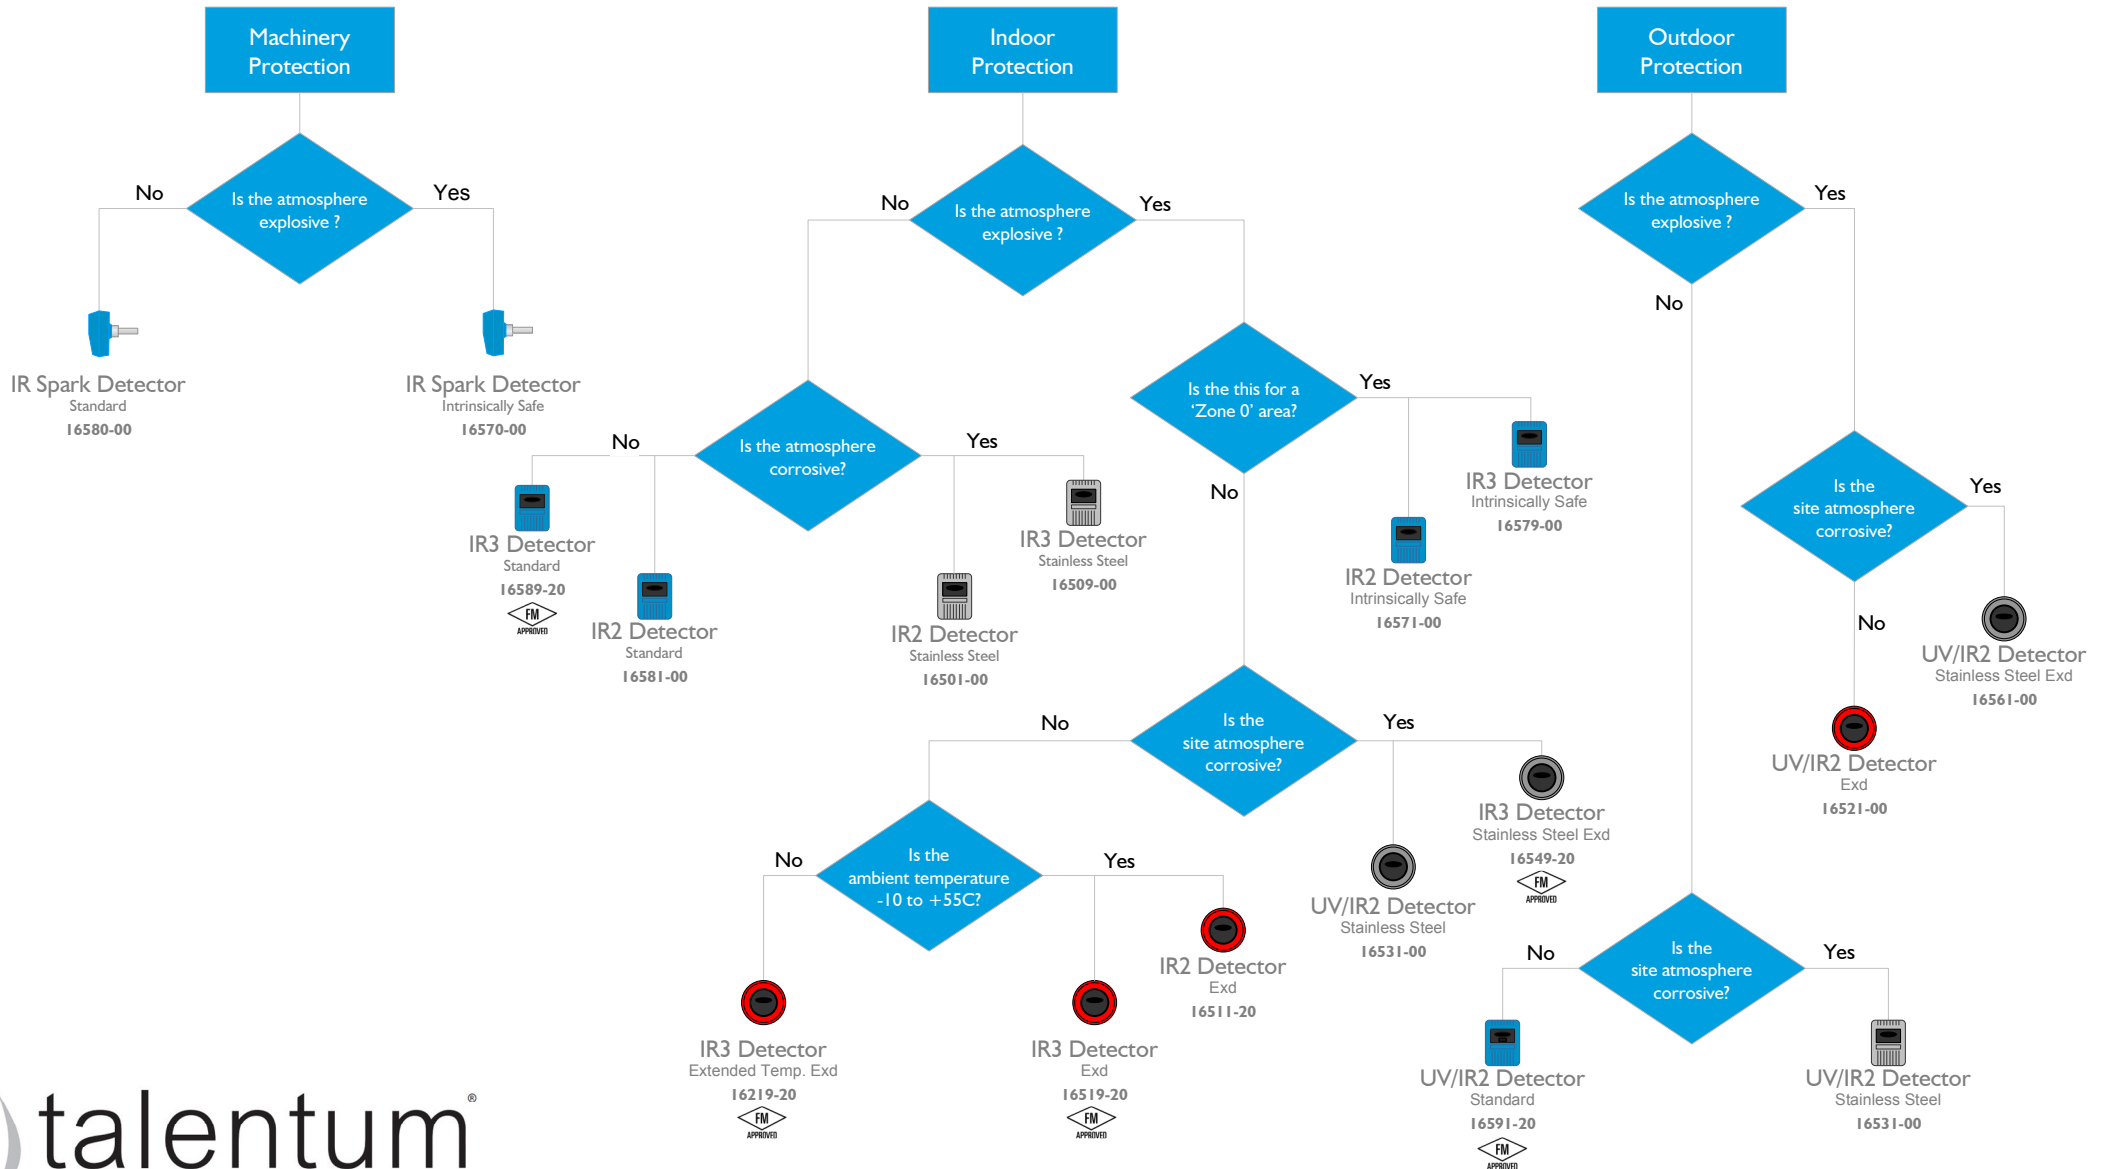 Machinery
Protection
Is the atmosphere
explosive ?
No
Yes
IR Spark Detector
Standard
16580-00
IR Spark Detector
Intrinsically Safe
16570-00
Indoor
Protection
Is the atmosphere
explosive ?
No
Yes
Is the atmosphere
corrosive?
No
Yes
IR3 Detector
Standard
16589-20
FM
APPROVED
IR2 Detector
Standard
16581-00
IR2 Detector
Stainless Steel
16501-00
IR3 Detector
Stainless Steel
16509-00
Is the this for a
‘Zone 0’ area?
Yes
No
IR2 Detector
Intrinsically Safe
16571-00
IR3 Detector
Intrinsically Safe
16579-00
Is the
site atmosphere
corrosive?
No
Yes
UV/IR2 Detector
Stainless Steel
16531-00
IR3 Detector
Stainless Steel Exd
16549-20
FM
APPROVED
Is the
ambient temperature
-10 to +55C?
No
Yes
IR3 Detector
Extended Temp. Exd
16219-20
FM
APPROVED
IR3 Detector
Exd
16519-20
FM
APPROVED
IR2 Detector
Exd
16511-20
Outdoor
Protection
Is the atmosphere
explosive ?
Yes
No
Is the
site atmosphere
corrosive?
Yes
No
UV/IR2 Detector
Stainless Steel Exd
16561-00
UV/IR2 Detector
Exd
16521-00
Is the
site atmosphere
corrosive?
No
Yes
UV/IR2 Detector
Standard
16591-20
FM
APPROVED
UV/IR2 Detector
Stainless Steel
16531-00
talentum®